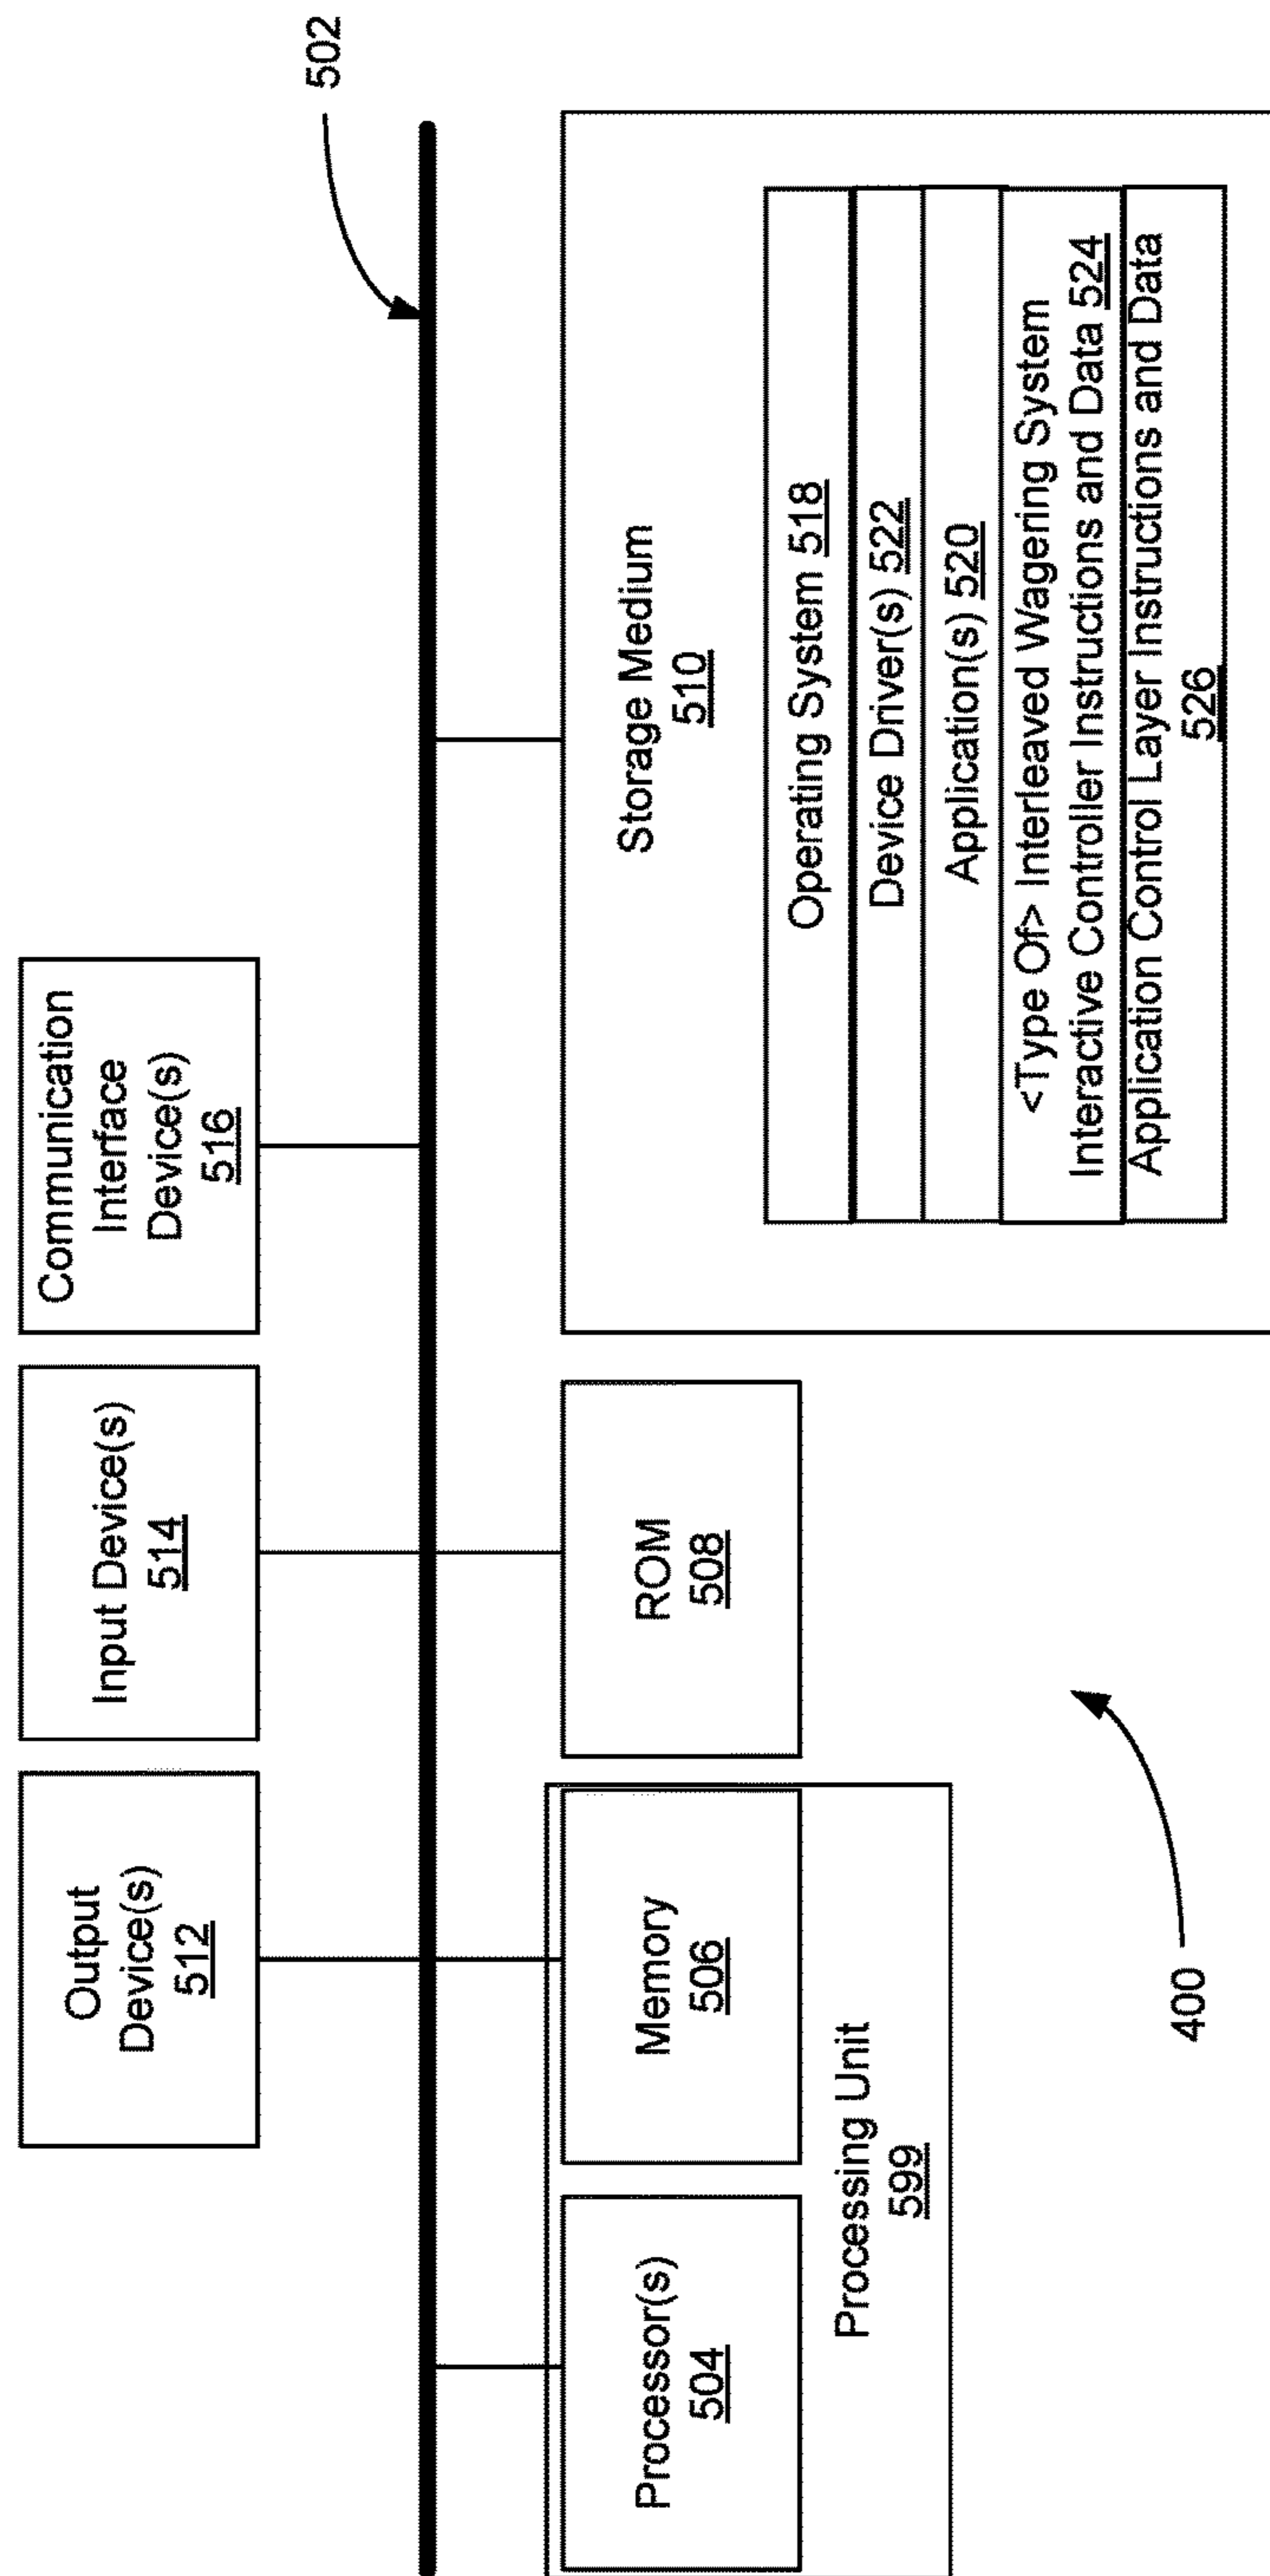 502
Output
Device(s)
512
Input Device(s)
514
Communication
Interface
Device(s)
516
Processor(s)
504
Memory
506
Processing Unit
599
ROM
508
Storage Medium
510
Operating System 518
Device Driver(s) 522
Application(s) 520
<Type Of> Interleaved Wagering System
Interactive Controller Instructions and Data 524
Application Control Layer Instructions and Data
526
400